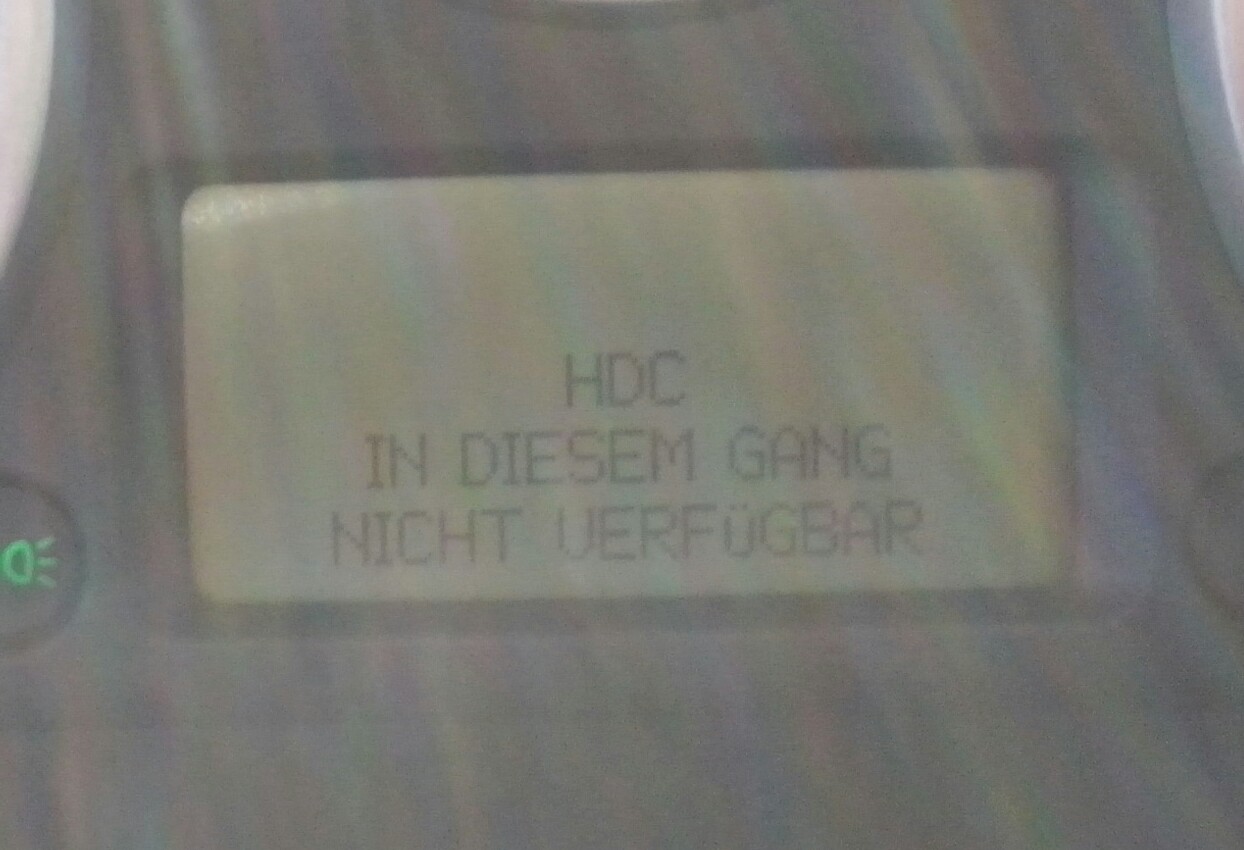 HDC
IN DIESEM GANG
NICHT VERFüGBAR